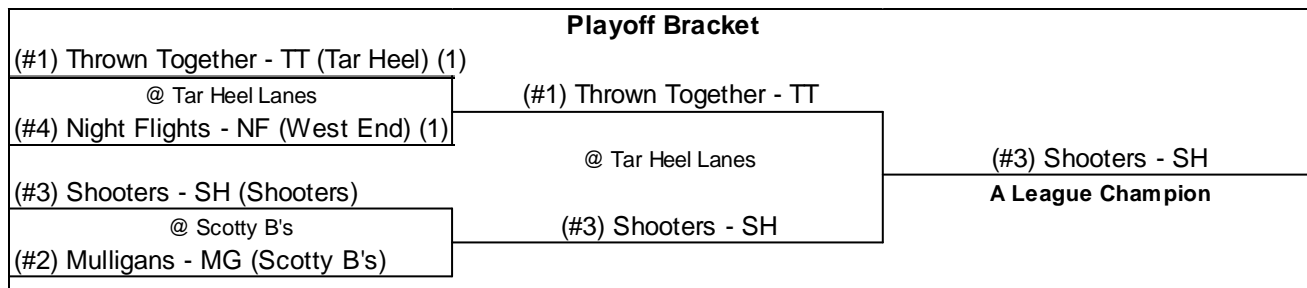 Playoff Bracket
(#1) Thrown Together - TT (Tar Heel) (1)
@ Tar Heel Lanes
(#1) Thrown Together - TT
(#4) Night Flights - NF (West End) (1)
@ Tar Heel Lanes
(#3) Shooters - SH
(#3) Shooters - SH (Shooters)
A League Champion
@ Scotty B's
(#3) Shooters - SH
(#2) Mulligans - MG (Scotty B's)